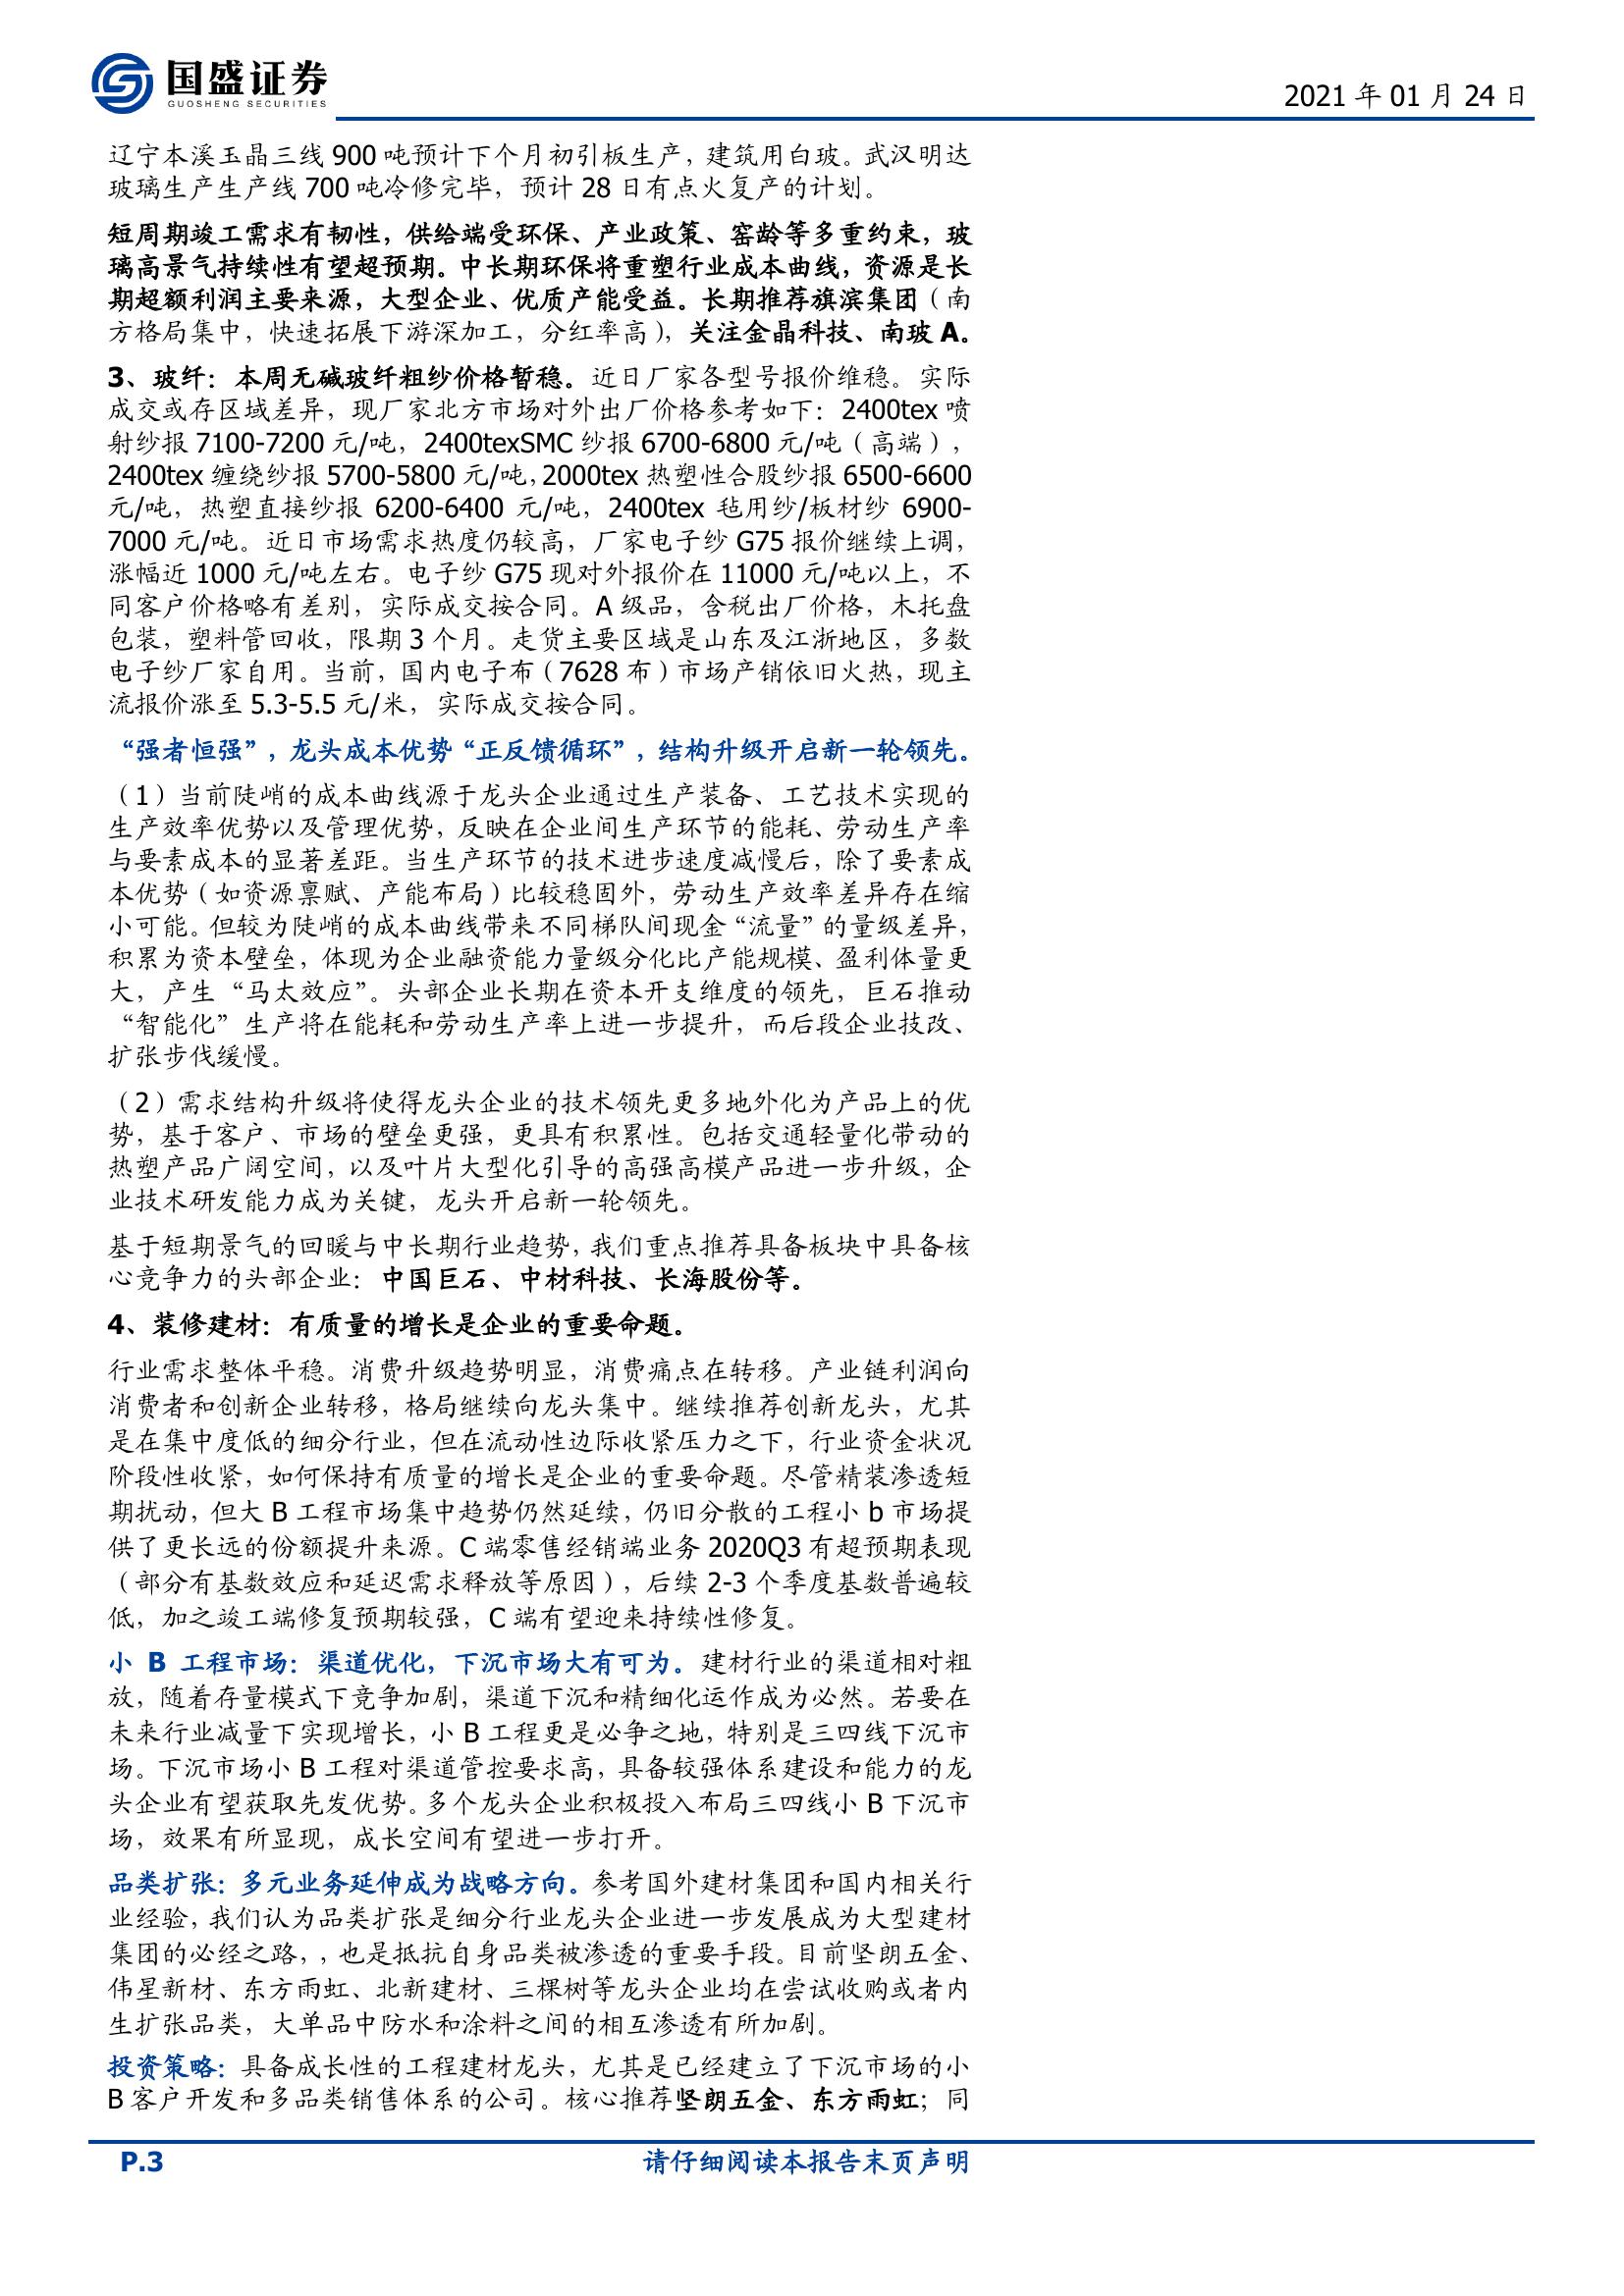 国盛证券
GUOSHENG SECURITIES
2021 年 01 月 24 日
辽宁本溪玉晶三线 900 吨预计下个月初引板生产，建筑用白玻。武汉明达
玻璃生产生产线 700 吨冷修完毕，预计 28 日有点火复产的计划。
短周期竣工需求有韧性，供给端受环保、产业政策、窑龄等多重约束，玻
璃高景气持续性有望超预期。中长期环保将重塑行业成本曲线，资源是长
期超额利润主要来源，大型企业、优质产能受益。长期推荐旗滨集团（南
方格局集中，快速拓展下游深加工，分红率高），关注金晶科技、南玻 A。
3、玻纤：本周无碱玻纤粗纱价格暂稳。近日厂家各型号报价维稳。实际
成交或存区域差异，现厂家北方市场对外出厂价格参考如下：2400tex 喷
射纱报 7100-7200 元/吨，2400texSMC 纱报 6700-6800 元/吨（高端），
2400tex 缠绕纱报 5700-5800 元/吨，2000tex 热塑性合股纱报 6500-6600
元/吨，热塑直接纱报 6200-6400 元/吨，2400tex 毡用纱/板材纱 6900-
7000 元/吨。近日市场需求热度仍较高，厂家电子纱 G75 报价继续上调，
涨幅近 1000 元/吨左右。电子纱 G75 现对外报价在 11000 元/吨以上，不
同客户价格略有差别，实际成交按合同。A 级品，含税出厂价格，木托盘
包装，塑料管回收，限期 3 个月。走货主要区域是山东及江浙地区，多数
电子纱厂家自用。当前，国内电子布（7628 布）市场产销依旧火热，现主
流报价涨至 5.3-5.5 元/米，实际成交按合同。
“强者恒强”，龙头成本优势“正反馈循环”，结构升级开启新一轮领先。
（1）当前陡峭的成本曲线源于龙头企业通过生产装备、工艺技术实现的
生产效率优势以及管理优势，反映在企业间生产环节的能耗、劳动生产率
与要素成本的显著差距。当生产环节的技术进步速度减慢后，除了要素成
本优势（如资源禀赋、产能布局）比较稳固外，劳动生产效率差异存在缩
小可能。但较为陡峭的成本曲线带来不同梯队间现金“流量”的量级差异，
积累为资本壁垒，体现为企业融资能力量级分化比产能规模、盈利体量更
大，产生“马太效应”。头部企业长期在资本开支维度的领先，巨石推动
“智能化”生产将在能耗和劳动生产率上进一步提升，而后段企业技改、
扩张步伐缓慢。
（2）需求结构升级将使得龙头企业的技术领先更多地外化为产品上的优
势，基于客户、市场的壁垒更强，更具有积累性。包括交通轻量化带动的
热塑产品广阔空间，以及叶片大型化引导的高强高模产品进一步升级，企
业技术研发能力成为关键，龙头开启新一轮领先。
基于短期景气的回暖与中长期行业趋势，我们重点推荐具备板块中具备核
心竞争力的头部企业：中国巨石、中材科技、长海股份等。
4、装修建材：有质量的增长是企业的重要命题。
行业需求整体平稳。消费升级趋势明显，消费痛点在转移。产业链利润向
消费者和创新企业转移，格局继续向龙头集中。继续推荐创新龙头，尤其
是在集中度低的细分行业，但在流动性边际收紧压力之下，行业资金状况
阶段性收紧，如何保持有质量的增长是企业的重要命题。尽管精装渗透短
期扰动，但大 B 工程市场集中趋势仍然延续，仍旧分散的工程小 b 市场提
供了更长远的份额提升来源。C 端零售经销端业务 2020Q3 有超预期表现
（部分有基数效应和延迟需求释放等原因），后续 2-3 个季度基数普遍较
低，加之竣工端修复预期较强，C 端有望迎来持续性修复。
小 B 工程市场：渠道优化，下沉市场大有可为。建材行业的渠道相对粗
放，随着存量模式下竞争加剧，渠道下沉和精细化运作成为必然。若要在
未来行业减量下实现增长，小 B 工程更是必争之地，特别是三四线下沉市
场。下沉市场小 B 工程对渠道管控要求高，具备较强体系建设和能力的龙
头企业有望获取先发优势。多个龙头企业积极投入布局三四线小 B 下沉市
场，效果有所显现，成长空间有望进一步打开。
品类扩张：多元业务延伸成为战略方向。参考国外建材集团和国内相关行
业经验，我们认为品类扩张是细分行业龙头企业进一步发展成为大型建材
集团的必经之路，，也是抵抗自身品类被渗透的重要手段。目前坚朗五金、
伟星新材、东方雨虹、北新建材、三棵树等龙头企业均在尝试收购或者内
生扩张品类，大单品中防水和涂料之间的相互渗透有所加剧。
投资策略：具备成长性的工程建材龙头，尤其是已经建立了下沉市场的小
B 客户开发和多品类销售体系的公司。核心推荐坚朗五金、东方雨虹；同
P.3
请仔细阅读本报告末页声明